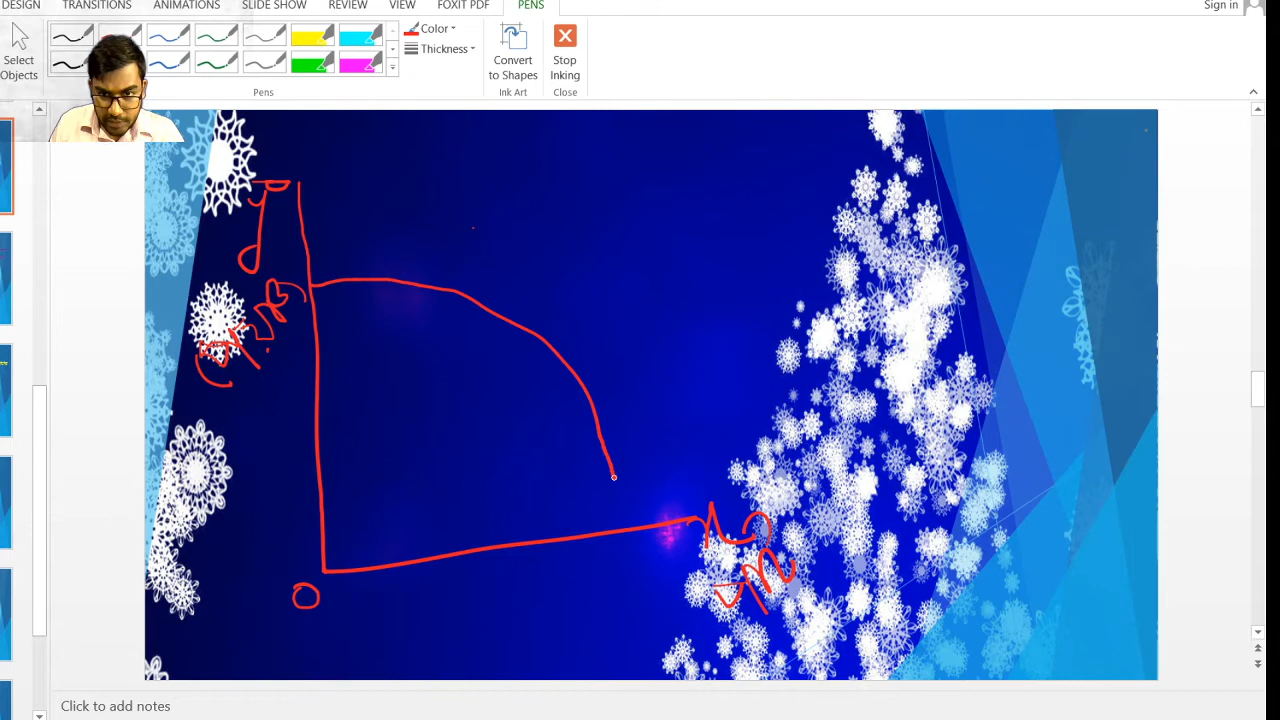 DESIGN TRANSITIONS ANIMATIONS SLIDE SHOW REVIEW VIEW FOXIT PDF PENS Sign in
Select Objects
Color
Thickness
Convert to Shapes
Stop Inking
Pens
Ink Art
Close
O
Click to add notes